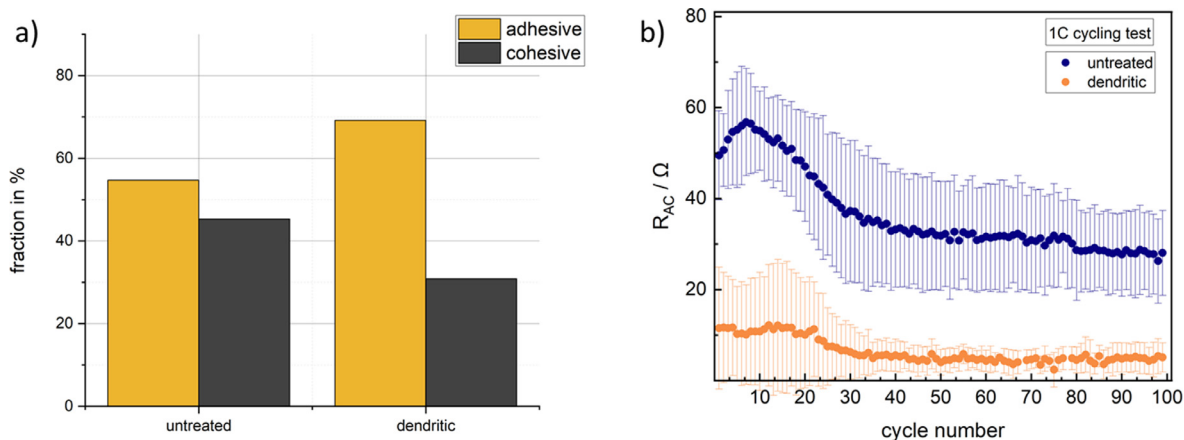 a)
adhesive
cohesive
fraction in %
80
60
40
20
0
untreated
dendritic
b)
1C cycling test
untreated
dendritic
R_AC / Ω
80
60
40
20
10 20 30 40 50 60 70 80 90 100
cycle number